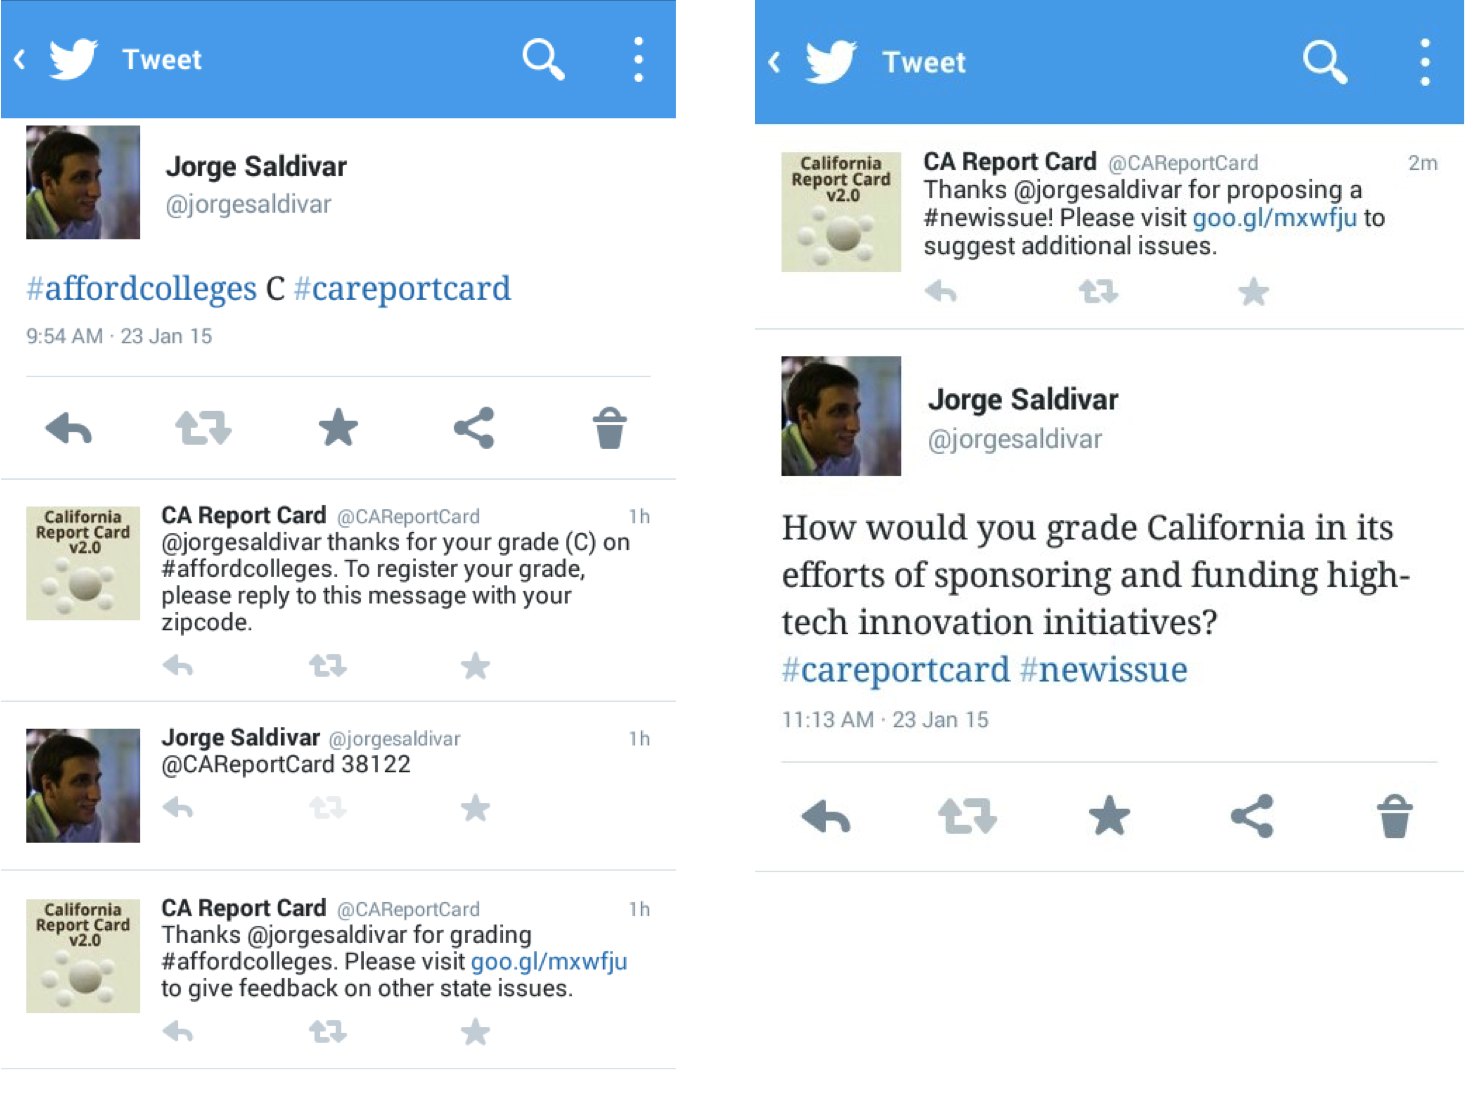 Tweet
Jorge Saldivar
@jorgesaldivar
#affordcolleges C #careportcard
9:54 AM · 23 Jan 15
California
Report Card
v2.0
CA Report Card @CAReportCard 1h
@jorgesaldivar thanks for your grade (C) on
#affordcolleges. To register your grade,
please reply to this message with your
zipcode.
Jorge Saldivar @jorgesaldivar 1h
@CAReportCard 38122
California
Report Card
v2.0
CA Report Card @CAReportCard 1h
Thanks @jorgesaldivar for grading
#affordcolleges. Please visit goo.gl/mxwfju
to give feedback on other state issues.
Tweet
California
Report Card
v2.0
CA Report Card @CAReportCard 2m
Thanks @jorgesaldivar for proposing a
#newissue! Please visit goo.gl/mxwfju to
suggest additional issues.
Jorge Saldivar
@jorgesaldivar
How would you grade California in its
efforts of sponsoring and funding high-
tech innovation initiatives?
#careportcard #newissue
11:13 AM · 23 Jan 15